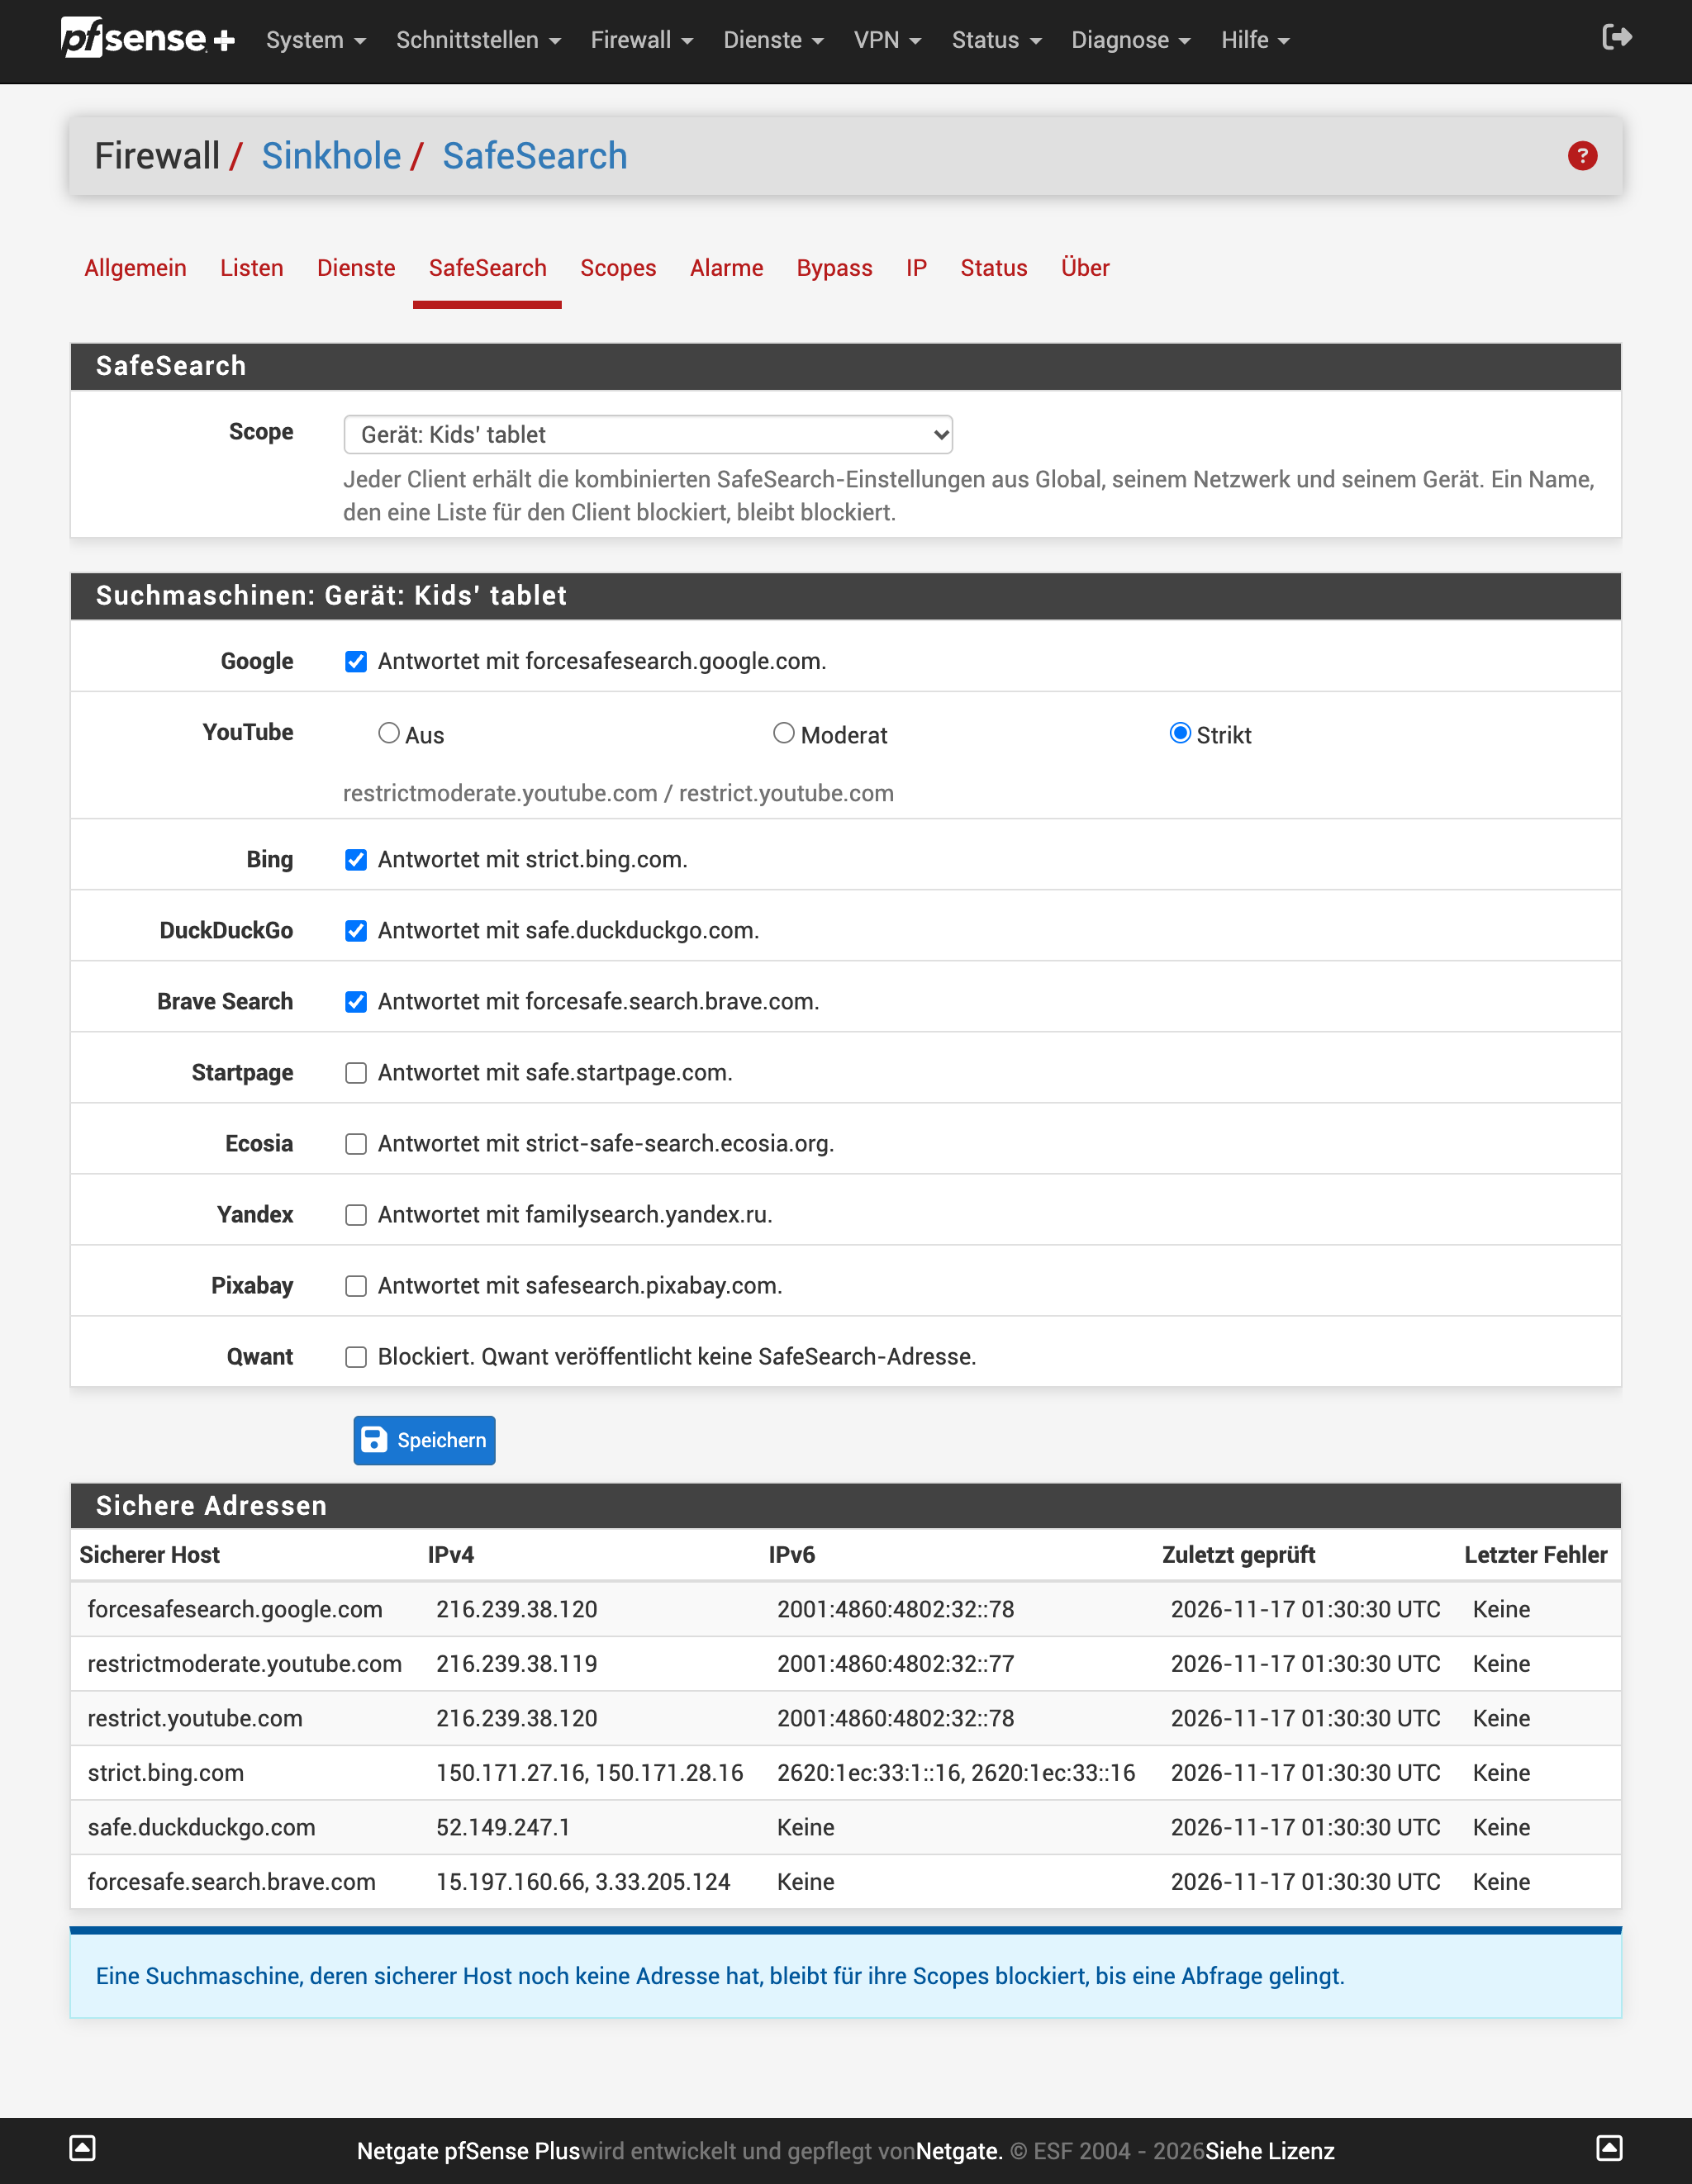 pfsense +
System
Schnittstellen
Firewall
Dienste
VPN
Status
Diagnose
Hilfe
Firewall / Sinkhole / SafeSearch
?
Allgemein
Listen
Dienste
SafeSearch
Scopes
Alarme
Bypass
IP
Status
Über
SafeSearch
Scope
Gerät: Kids' tablet
Jeder Client erhält die kombinierten SafeSearch-Einstellungen aus Global, seinem Netzwerk und seinem Gerät. Ein Name,
den eine Liste für den Client blockiert, bleibt blockiert.
Suchmaschinen: Gerät: Kids' tablet
Google Antwortet mit forcesafesearch.google.com.
YouTube Aus Moderat Strikt
restrictmoderate.youtube.com / restrict.youtube.com
Bing Antwortet mit strict.bing.com.
DuckDuckGo Antwortet mit safe.duckduckgo.com.
Brave Search Antwortet mit forcesafe.search.brave.com.
Startpage Antwortet mit safe.startpage.com.
Ecosia Antwortet mit strict-safe-search.ecosia.org.
Yandex Antwortet mit familysearch.yandex.ru.
Pixabay Antwortet mit safesearch.pixabay.com.
Qwant Blockiert. Qwant veröffentlicht keine SafeSearch-Adresse.
Speichern
Sichere Adressen
Sicherer Host IPv4 IPv6 Zuletzt geprüft Letzter Fehler
forcesafesearch.google.com 216.239.38.120 2001:4860:4802:32::78 2026-11-17 01:30:30 UTC Keine
restrictmoderate.youtube.com 216.239.38.119 2001:4860:4802:32::77 2026-11-17 01:30:30 UTC Keine
restrict.youtube.com 216.239.38.120 2001:4860:4802:32::78 2026-11-17 01:30:30 UTC Keine
strict.bing.com 150.171.27.16, 150.171.28.16 2620:1ec:33:1::16, 2620:1ec:33::16 2026-11-17 01:30:30 UTC Keine
safe.duckduckgo.com 52.149.247.1 Keine 2026-11-17 01:30:30 UTC Keine
forcesafe.search.brave.com 15.197.160.66, 3.33.205.124 Keine 2026-11-17 01:30:30 UTC Keine
Eine Suchmaschine, deren sicherer Host noch keine Adresse hat, bleibt für ihre Scopes blockiert, bis eine Abfrage gelingt.
Netgate pfSense Pluswird entwickelt und gepflegt vonNetgate. © ESF 2004 - 2026Siehe Lizenz